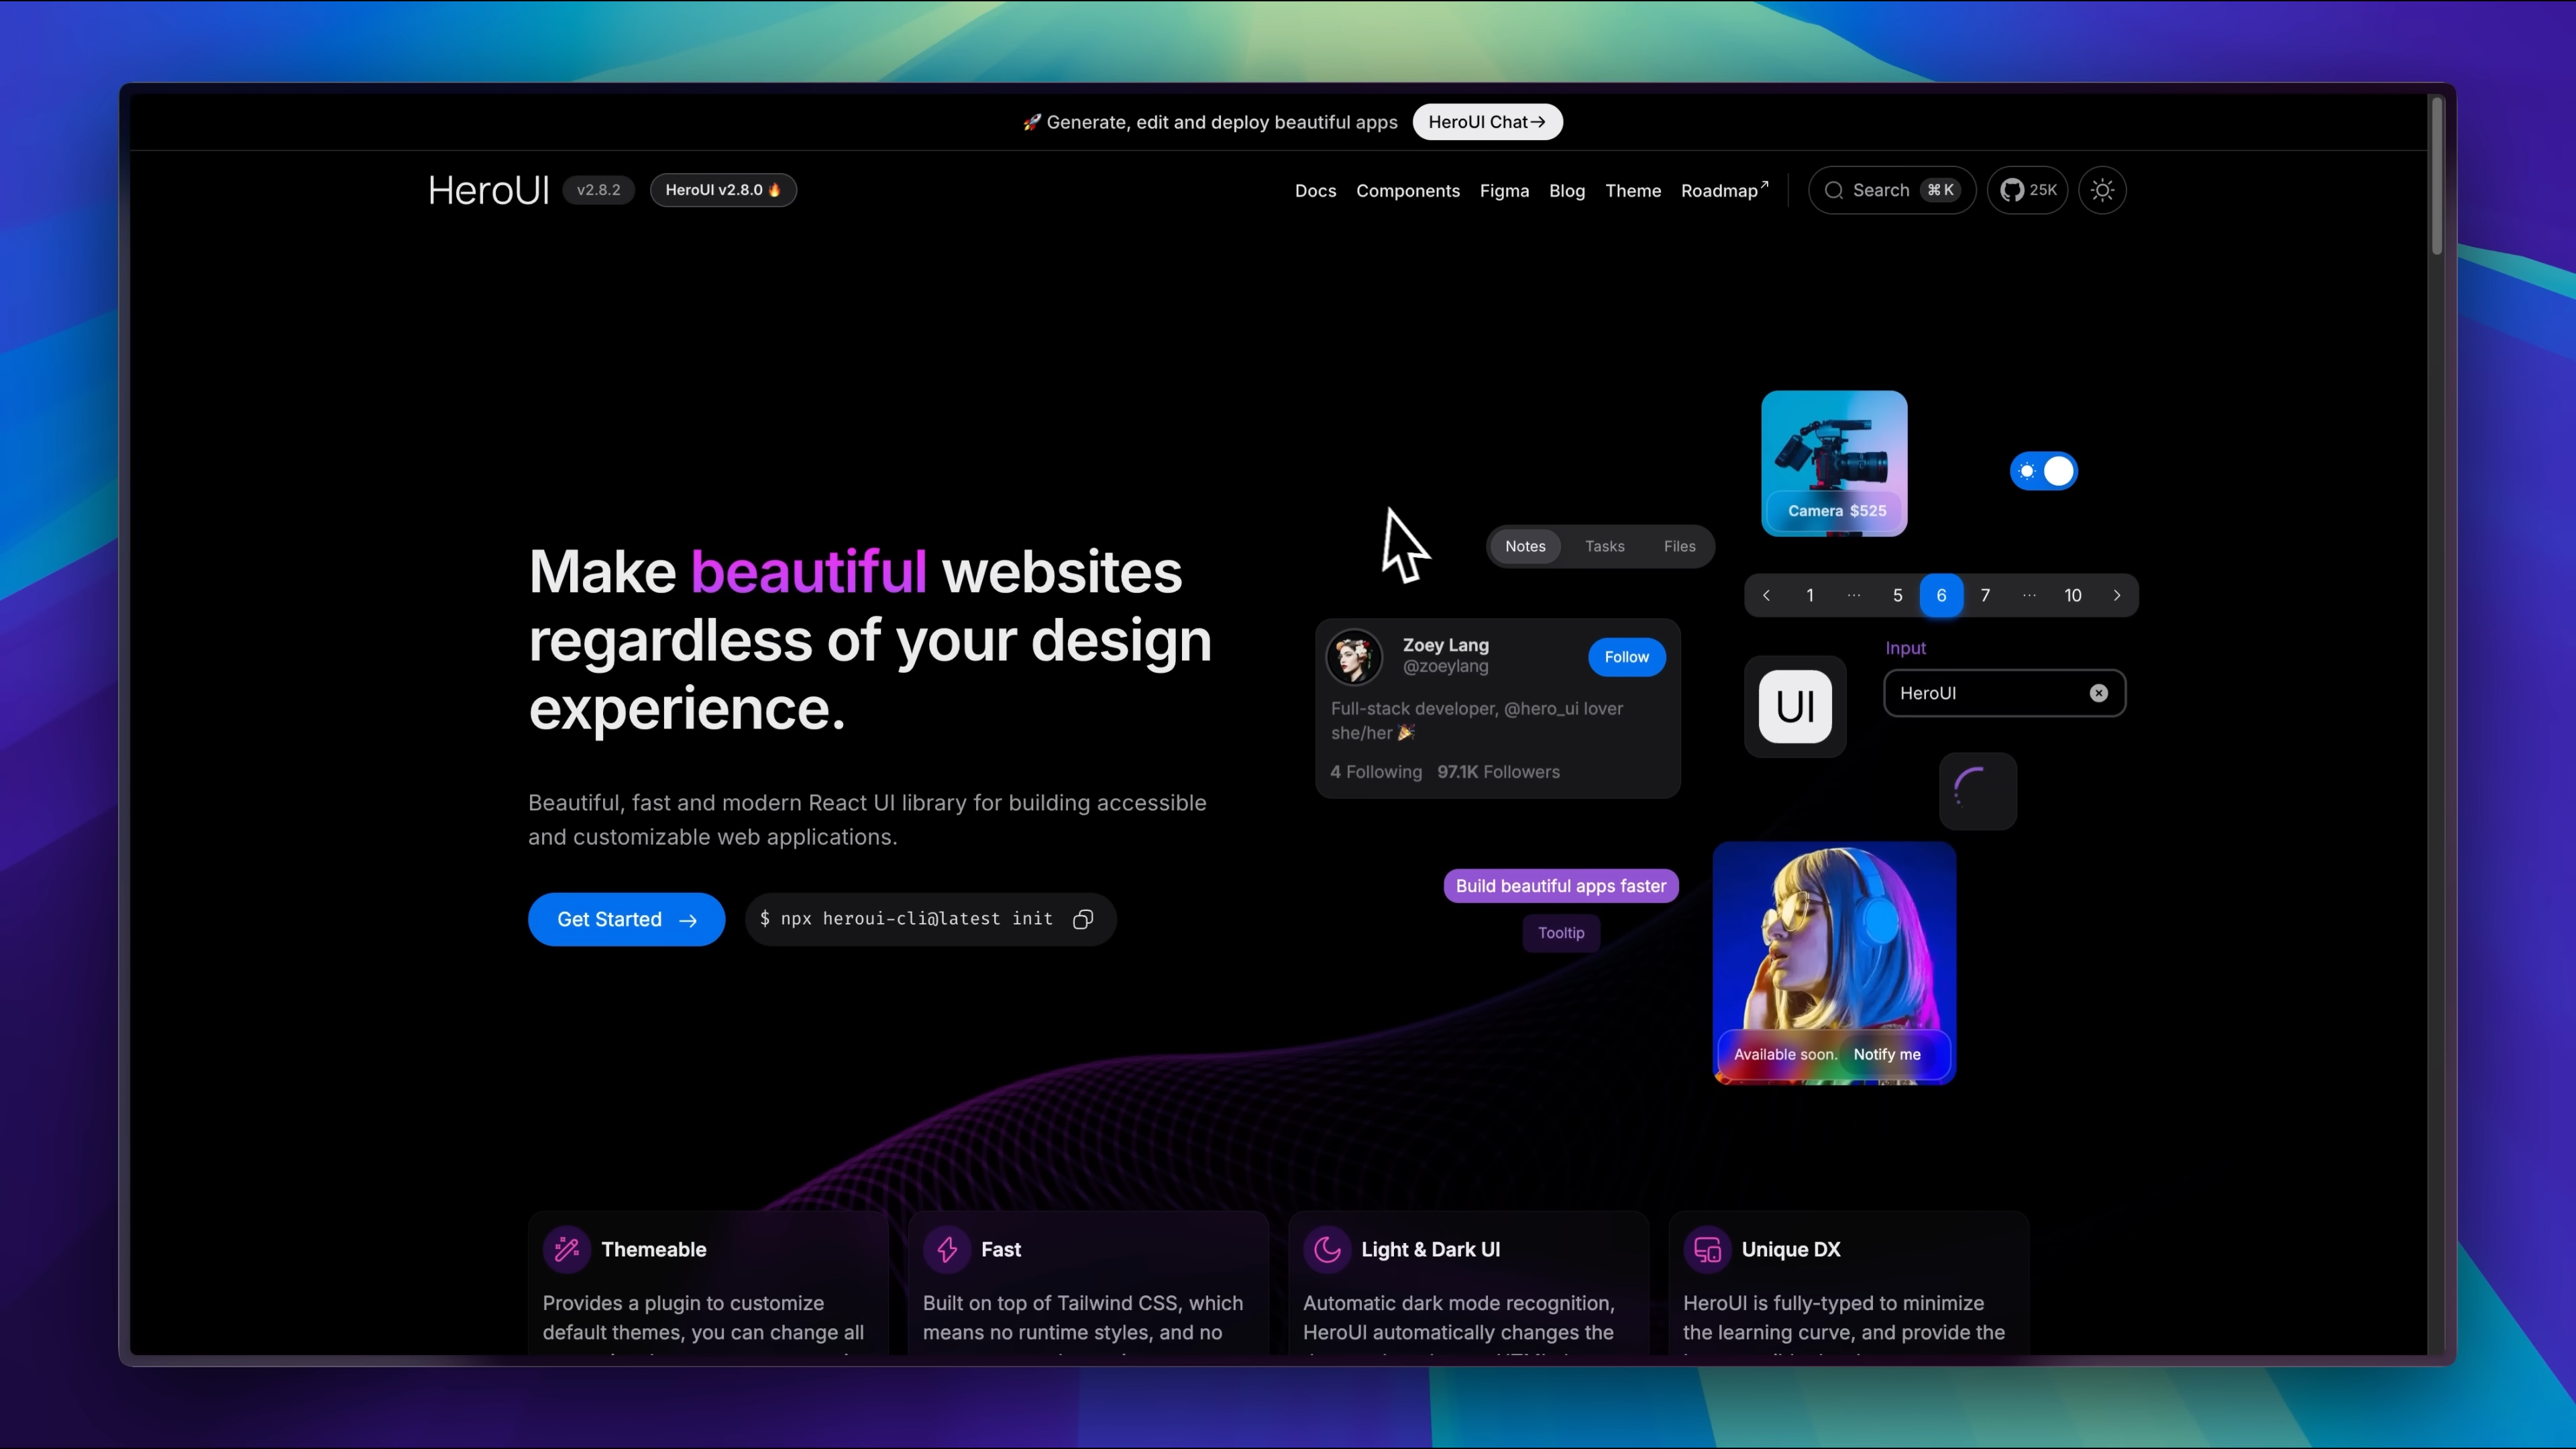 🚀 Generate, edit and deploy beautiful apps HeroUI Chat→
HeroUI v2.8.2 HeroUI v2.8.0 🔥 Docs Components Figma Blog Theme Roadmap↗ Search ⌘K 25K
Camera $525
Notes Tasks Files
Make beautiful websites
regardless of your design
experience.
< 1 ... 5 6 7 ... 10 >
Zoey Lang
@zoeylang
Follow
Full-stack developer, @hero_ui lover
she/her 🎉
4 Following 97.1K Followers
Input
HeroUI
UI
Beautiful, fast and modern React UI library for building accessible
and customizable web applications.
Get Started →
$ npx heroui-cli@latest init
Build beautiful apps faster
Tooltip
Available soon. Notify me
Themeable
Provides a plugin to customize
default themes, you can change all
Fast
Built on top of Tailwind CSS, which
means no runtime styles, and no
Light & Dark UI
Automatic dark mode recognition,
HeroUI automatically changes the
Unique DX
HeroUI is fully-typed to minimize
the learning curve, and provide the